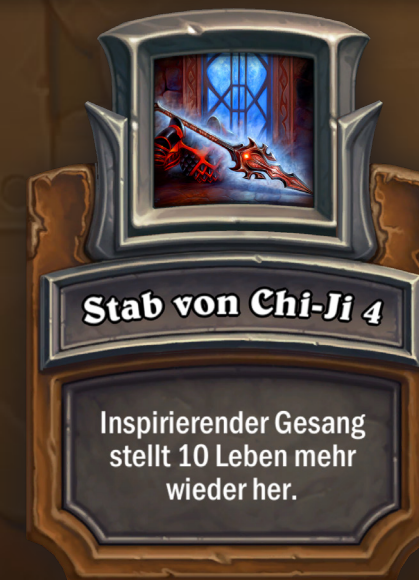 Stab von Chi-Ji 4
Inspirierender Gesang
stellt 10 Leben mehr
wieder her.